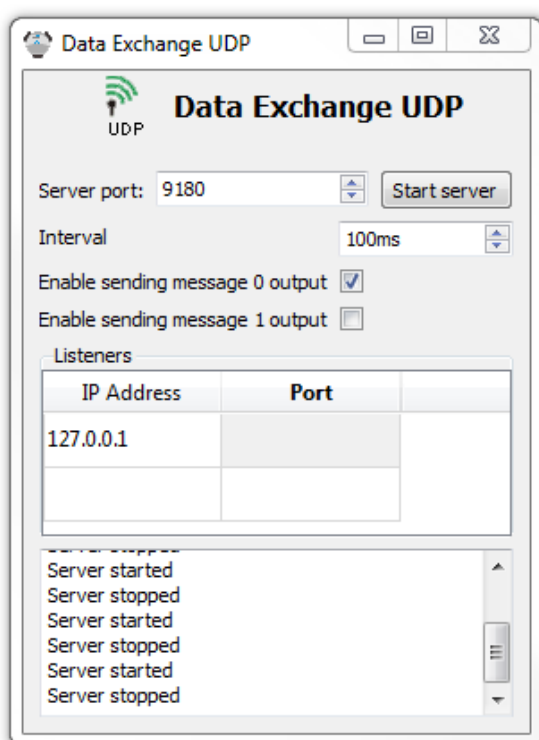 Data Exchange UDP
UDP
Data Exchange UDP
Server port: 9180 Start server
Interval 100ms
Enable sending message 0 output
Enable sending message 1 output
Listeners
IP Address Port
127.0.0.1
Server stopped
Server started
Server stopped
Server started
Server stopped
Server started
Server stopped